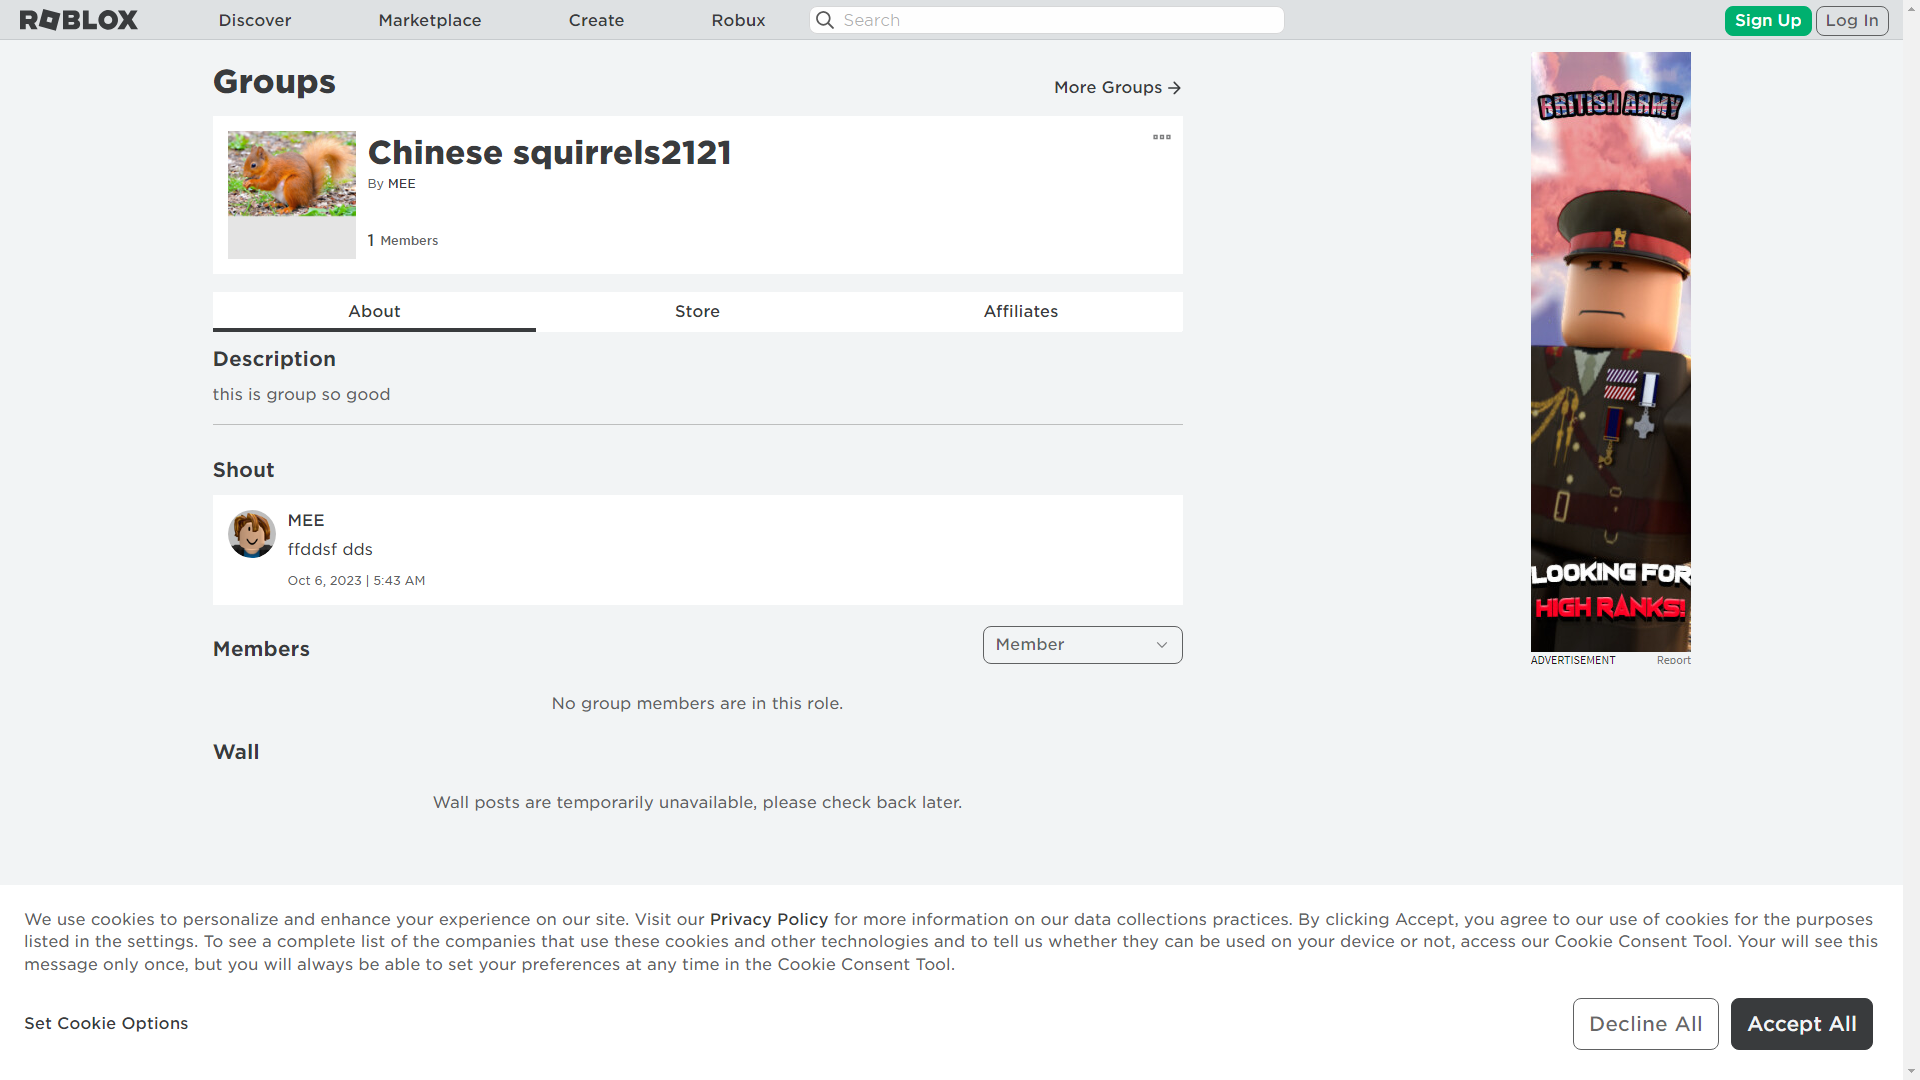 ROBLOX
Discover
Marketplace
Create
Robux
Search
Sign Up
Log In
Groups
More Groups
Chinese squirrels2121
By MEE
1 Members
About
Store
Affiliates
Description
this is group so good
Shout
MEE
ffddsf dds
Oct 6, 2023 | 5:43 AM
Members
Member
No group members are in this role.
Wall
Wall posts are temporarily unavailable, please check back later.
BRITISH ARMY
LOOKING FOR
HIGH RANKS!
ADVERTISEMENT
Report
We use cookies to personalize and enhance your experience on our site. Visit our Privacy Policy for more information on our data collections practices. By clicking Accept, you agree to our use of cookies for the purposes
listed in the settings. To see a complete list of the companies that use these cookies and other technologies and to tell us whether they can be used on your device or not, access our Cookie Consent Tool. Your will see this
message only once, but you will always be able to set your preferences at any time in the Cookie Consent Tool.
Set Cookie Options
Decline All
Accept All